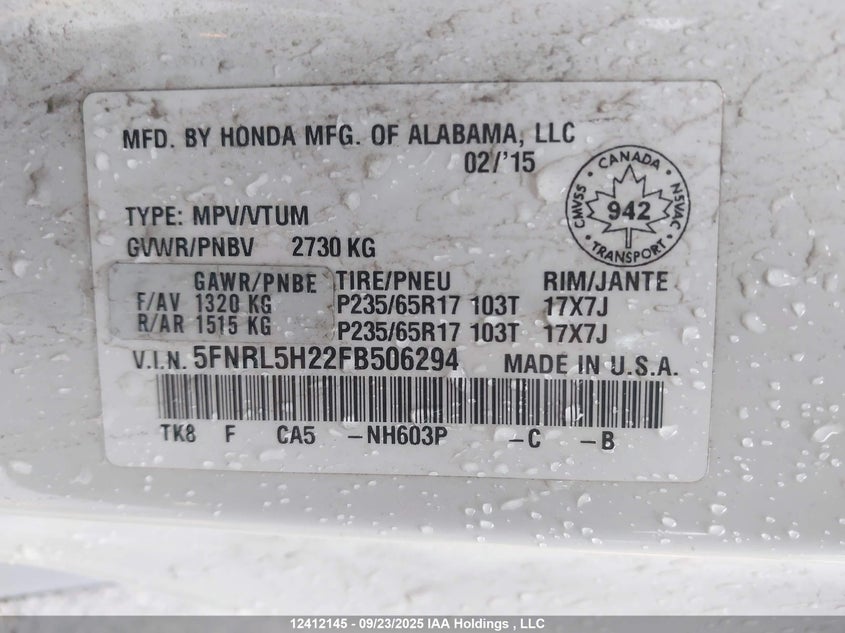 MFD. BY HONDA MFG. OF ALABAMA, LLC
02/'15
CANADA
CMVSS 942 NSVAC
TRANSPORT
TYPE: MPV/VTUM
GVWR/PNBV 2730 KG
GAWR/PNBE TIRE/PNEU RIM/JANTE
F/AV 1320 KG P235/65R17 103T 17X7J
R/AR 1515 KG P235/65R17 103T 17X7J
V.I.N. 5FNRL5H22FB506294 MADE IN U.S.A.
TK8 F CA5 -NH603P -C -B
12412145 - 09/23/2025 IAA Holdings , LLC